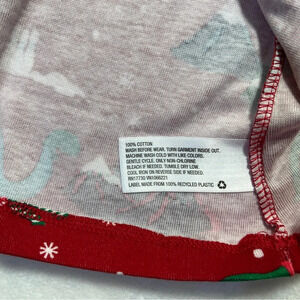 100% COTTON
WASH BEFORE WEAR. TURN GARMENT INSIDE OUT.
MACHINE WASH COLD WITH LIKE COLORS.
GENTLE CYCLE. ONLY NON-CHLORINE
BLEACH IF NEEDED. TUMBLE DRY LOW.
COOL IRON ON REVERSE SIDE IF NEEDED.
RN17730 VN1066221
LABEL MADE FROM 100% RECYCLED PLASTIC